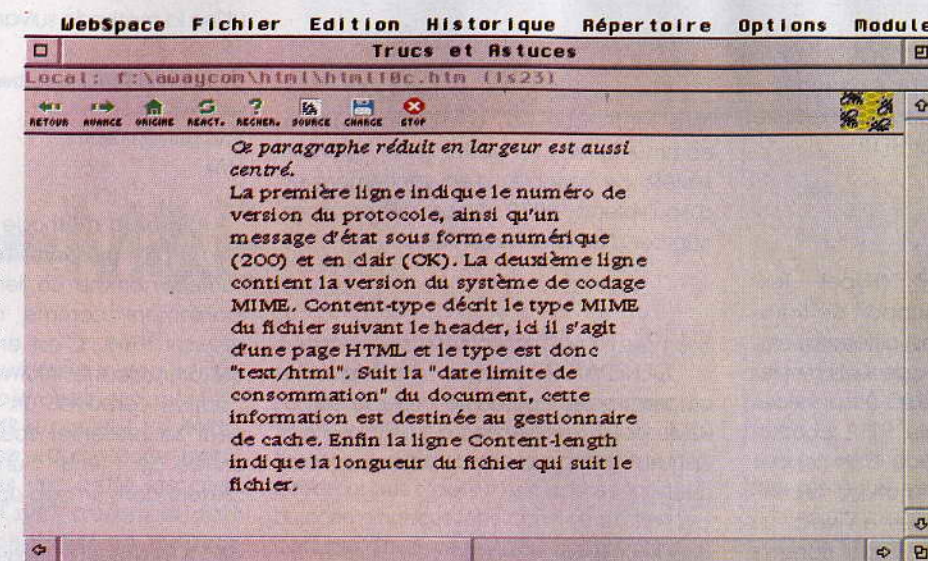 WebSpace Fichier Edition Historique Répertoire Options Module
Trucs et Astuces
Local: f:\awaycom\html\htmlf0c.htm (ls23)
RETOUR AVANCE ORIGINE REACT. RECHER. SOURCE CHARGE STOP
Ce paragraphe réduit en largeur est aussi
centré.
La première ligne indique le numéro de
version du protocole, ainsi qu'un
message d'état sous forme numérique
(200) et en clair (OK). La deuxième ligne
contient la version du système de codage
MIME. Content-type décrit le type MIME
du fichier suivant le header, ici il s'agit
d'une page HTML et le type est donc
"text/html". Suit la "date limite de
consommation" du document, cette
information est destinée au gestionnaire
de cache. Enfin la ligne Content-length
indique la longueur du fichier qui suit le
fichier.